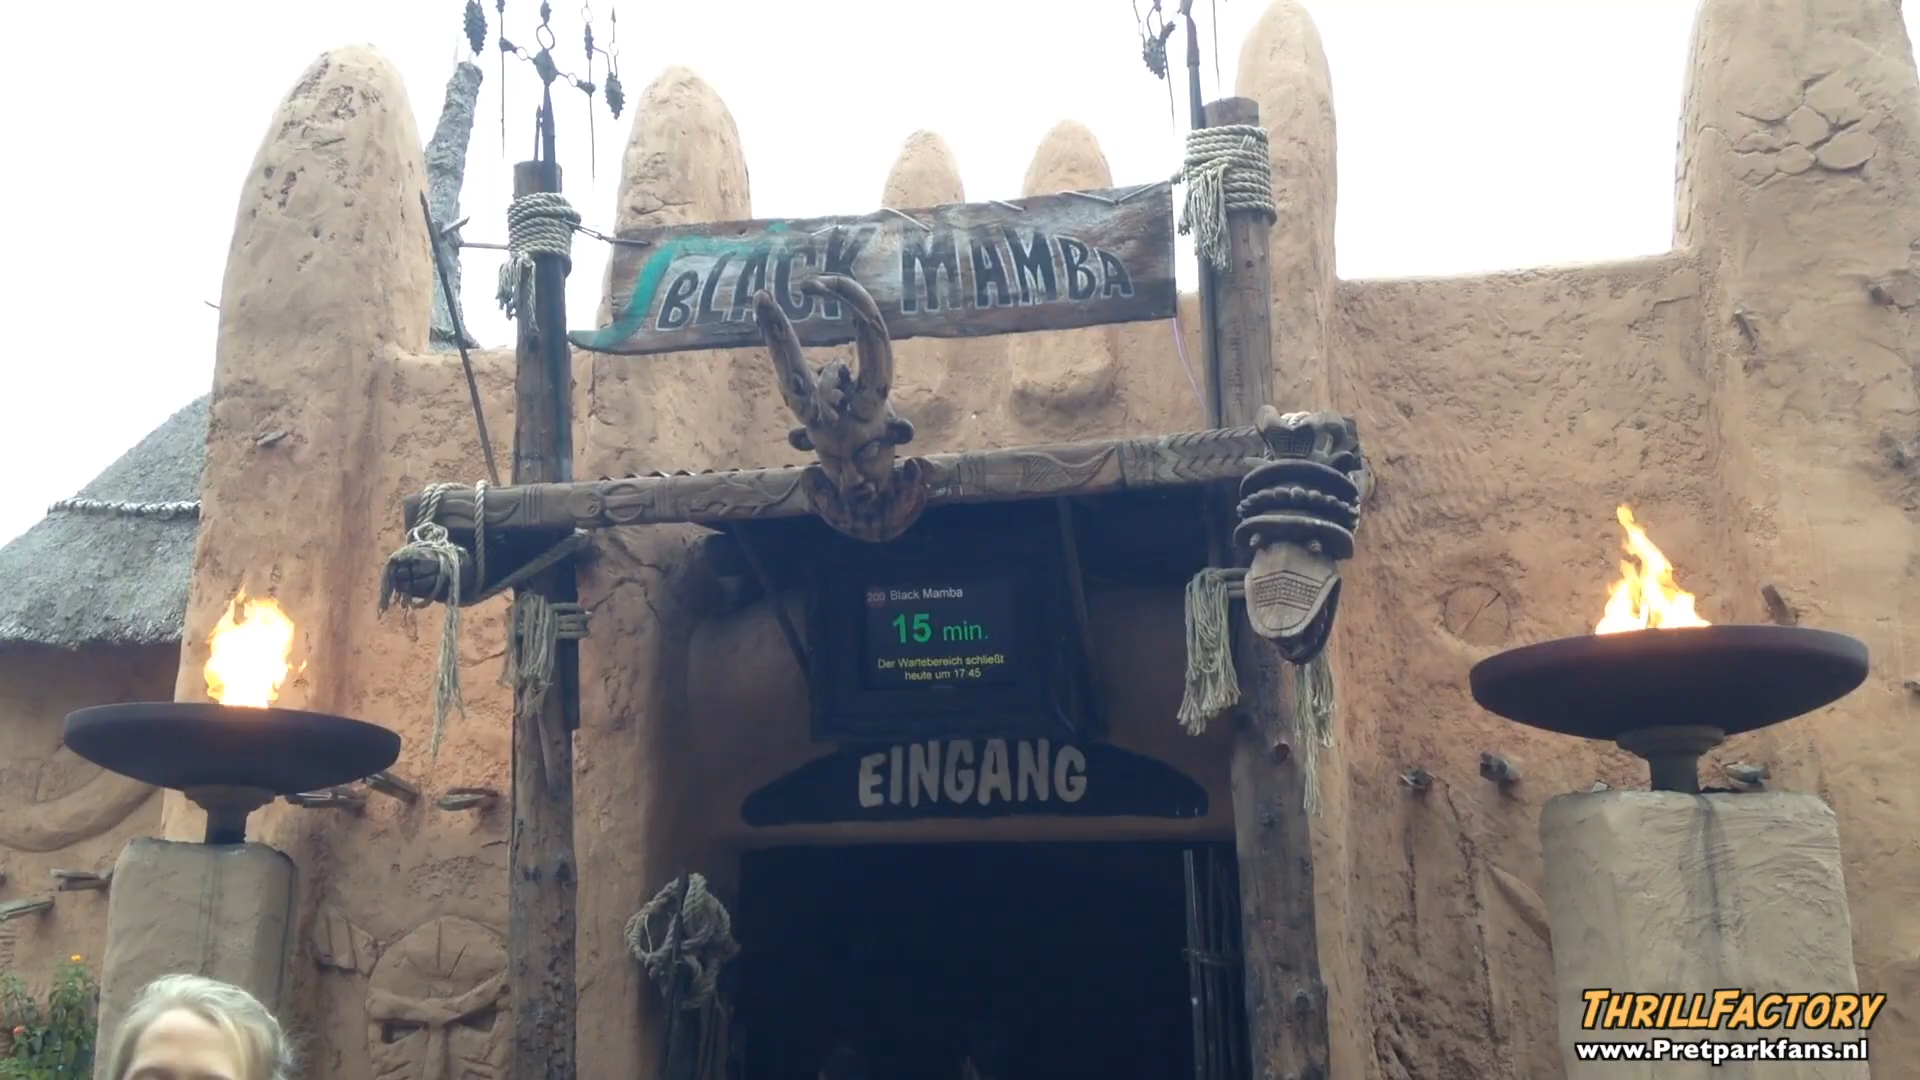 BLACK MAMBA
200 Black Mamba
15 min.
Der Wartebereich schließt
heute um 17:45
EINGANG
THRILLFACTORY
www.Pretparkfans.nl